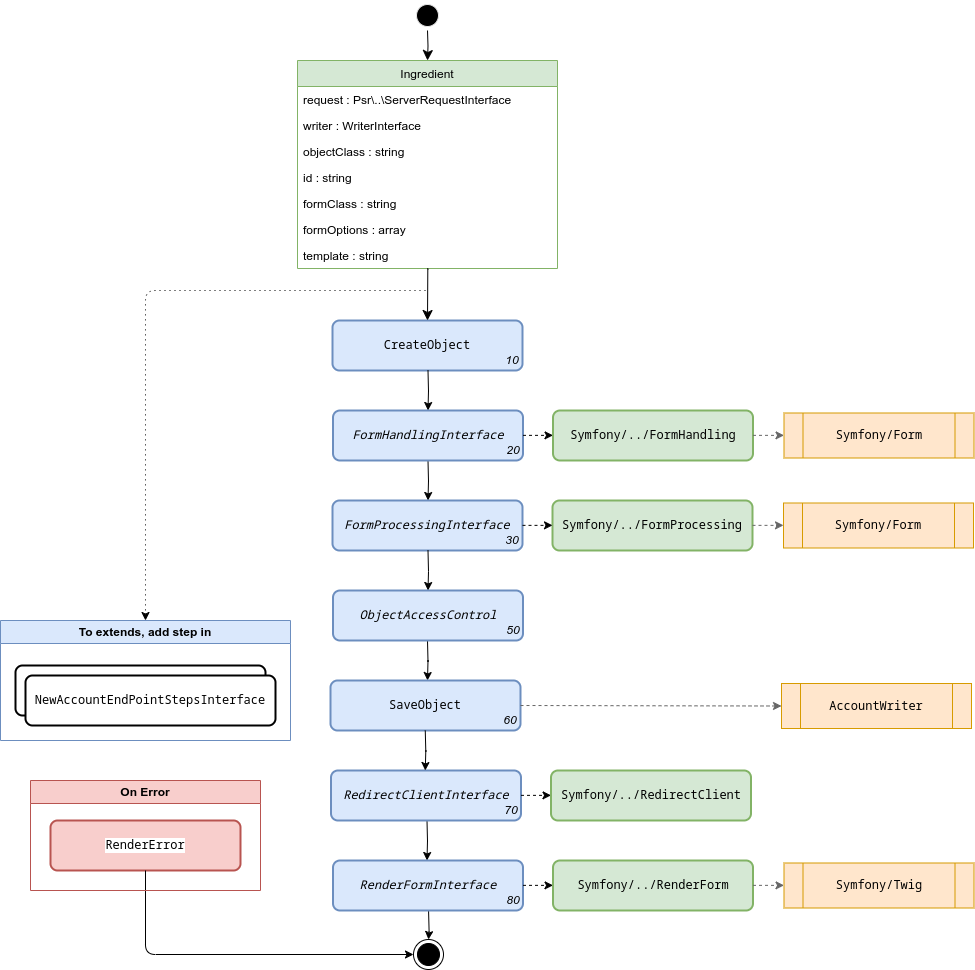 Ingredient
request : Psr\..\ServerRequestInterface
writer : WriterInterface
objectClass : string
id : string
formClass : string
formOptions : array
template : string
CreateObject
10
FormHandlingInterface
20
Symfony/../FormHandling
Symfony/Form
FormProcessingInterface
30
Symfony/../FormProcessing
Symfony/Form
ObjectAccessControl
50
To extends, add step in
NewAccountEndPointStepsInterface
SaveObject
60
AccountWriter
On Error
RenderError
RedirectClientInterface
70
Symfony/../RedirectClient
RenderFormInterface
80
Symfony/../RenderForm
Symfony/Twig